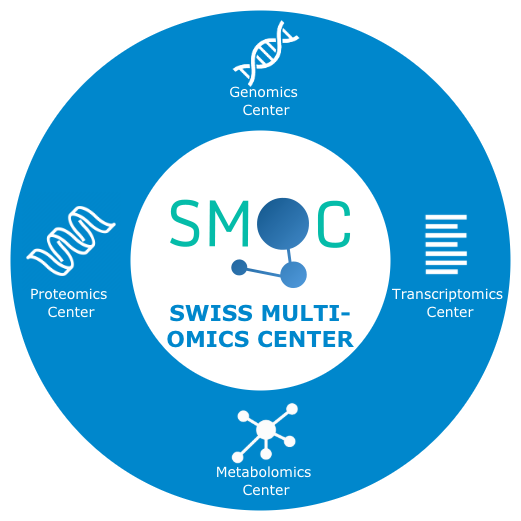 Genomics
Center
SMOC
SWISS MULTI-
OMICS CENTER
Proteomics
Center
Transcriptomics
Center
Metabolomics
Center